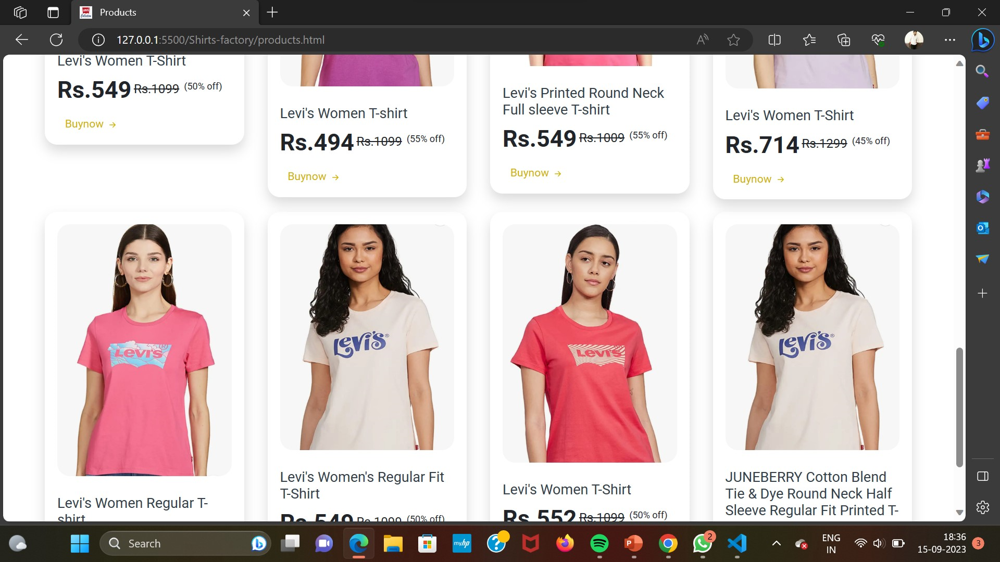 Products
127.0.0.1:5500/Shirts-factory/products.html
Levi's Women T-Shirt
Rs.549 Rs.1099 (50% off)
Buynow →
Levi's Women T-shirt
Rs.494 Rs.1099 (55% off)
Buynow →
Levi's Printed Round Neck
Full sleeve T-shirt
Rs.549 Rs.1009 (55% off)
Buynow →
Levi's Women T-Shirt
Rs.714 Rs.1299 (45% off)
Buynow →
Levi's
Levi's Women Regular T-
shirt
Levi's®
Levi's Women's Regular Fit
T-Shirt
Rs.549 Rs.1099 (50% off)
Levi's
Levi's Women T-Shirt
Rs.552 Rs.1099 (50% off)
Levi's®
JUNEBERRY Cotton Blend
Tie & Dye Round Neck Half
Sleeve Regular Fit Printed T-
Search
myhp
2
ENG
IN
18:36
15-09-2023
3